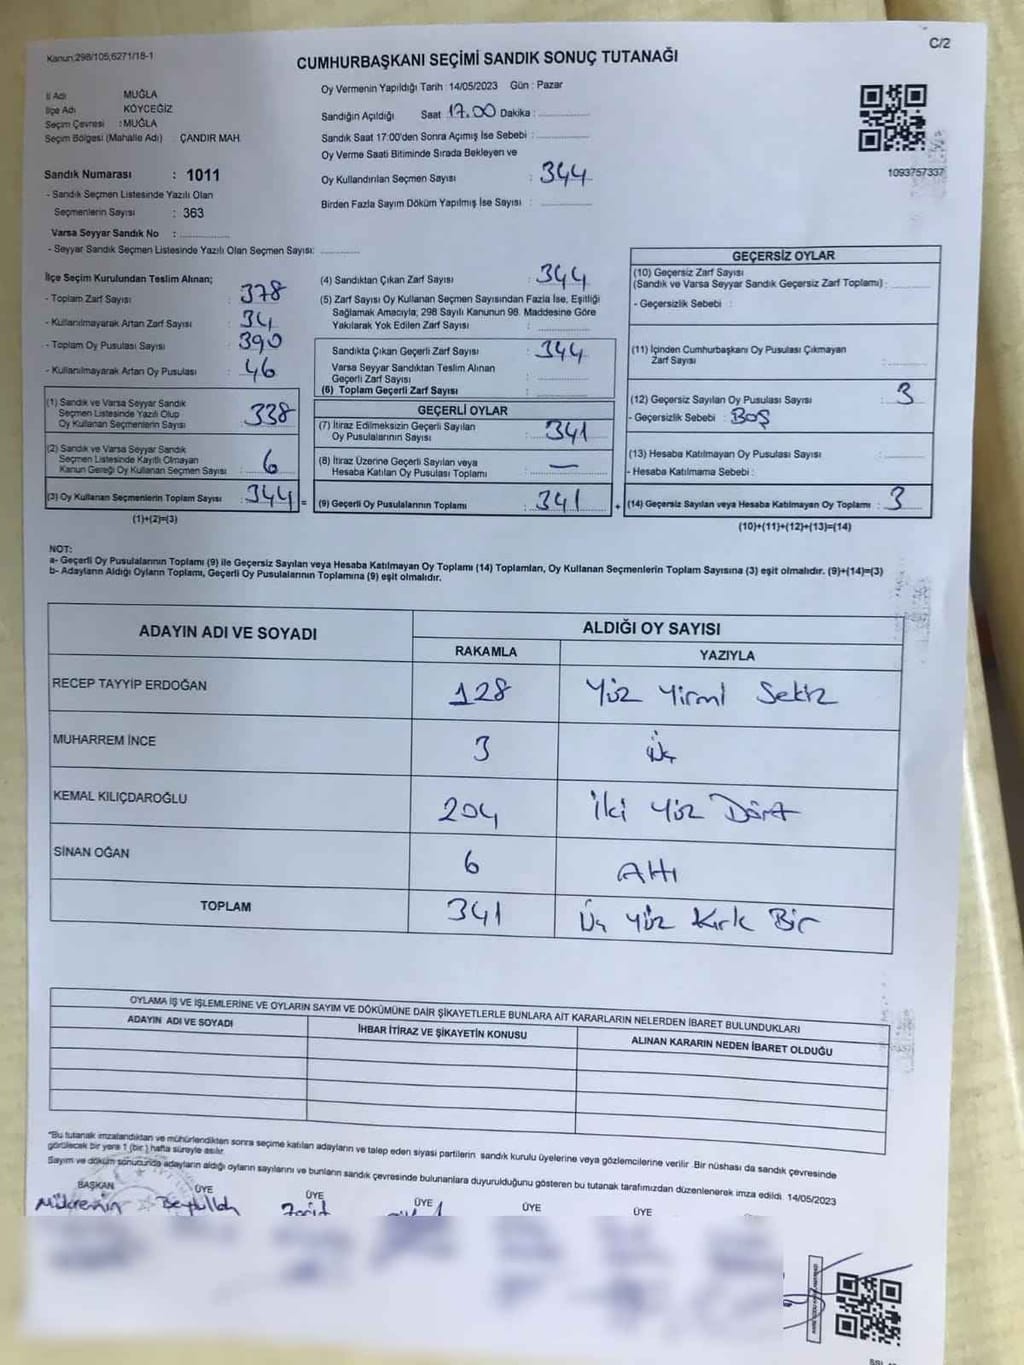 Kanun;298/105,6271/18-1
C/2
CUMHURBAŞKANI SEÇİMİ SANDIK SONUÇ TUTANAĞI
İl Adı MUĞLA
İlçe Adı KÖYCEĞİZ
Seçim Çevresi : MUĞLA
Seçim Bölgesi (Mahalle Adı) : ÇANDIR MAH.
Sandık Numarası : 1011
- Sandık Seçmen Listesinde Yazılı Olan
Seçmenlerin Sayısı : 363
Varsa Seyyar Sandık No :
- Seyyar Sandık Seçmen Listesinde Yazılı Olan Seçmen Sayısı:
Oy Vermenin Yapıldığı Tarih : 14/05/2023 Gün : Pazar
Sandığın Açıldığı Saat 17.00 Dakika :
Sandık Saat 17:00'den Sonra Açımış İse Sebebi :
Oy Verme Saati Bitiminde Sırada Bekleyen ve
Oy Kullandırılan Seçmen Sayısı : 344
Birden Fazla Sayım Döküm Yapılmış İse Sayısı :
1093757337
İlçe Seçim Kurulundan Teslim Alınan;
- Toplam Zarf Sayısı : 378
- Kullanılmayarak Artan Zarf Sayısı : 34
- Toplam Oy Pusulası Sayısı : 390
- Kullanılmayarak Artan Oy Pusulası : 46
(1) Sandık ve Varsa Seyyar Sandık
Seçmen Listesinde Yazılı Olup
Oy Kullanan Seçmenlerin Sayısı : 338
(2) Sandık ve Varsa Seyyar Sandık
Seçmen Listesinde Kayıtlı Olmayan
Kanun Gereği Oy Kullanan Seçmen Sayısı : 6
(3) Oy Kullanan Seçmenlerin Toplam Sayısı : 344 =
(1)+(2)=(3)
(4) Sandıktan Çıkan Zarf Sayısı : 344
(5) Zarf Sayısı Oy Kullanan Seçmen Sayısından Fazla İse, Eşitliği
Sağlamak Amacıyla; 298 Sayılı Kanunun 98. Maddesine Göre
Yakılarak Yok Edilen Zarf Sayısı :
Sandıkta Çıkan Geçerli Zarf Sayısı : 344
Varsa Seyyar Sandıktan Teslim Alınan
Geçerli Zarf Sayısı :
(6) Toplam Geçerli Zarf Sayısı :
GEÇERLİ OYLAR
(7) İtiraz Edilmeksizin Geçerli Sayılan
Oy Pusulalarının Sayısı : 341
(8) İtiraz Üzerine Geçerli Sayılan veya
Hesaba Katılan Oy Pusulası Toplamı : —
(9) Geçerli Oy Pusulalarının Toplamı : 341 +
GEÇERSİZ OYLAR
(10) Geçersiz Zarf Sayısı
(Sandık ve Varsa Seyyar Sandık Geçersiz Zarf Toplamı) :
- Geçersizlik Sebebi :
(11) İçinden Cumhurbaşkanı Oy Pusulası Çıkmayan
Zarf Sayısı :
(12) Geçersiz Sayılan Oy Pusulası Sayısı : 3
- Geçersizlik Sebebi : BOŞ
(13) Hesaba Katılmayan Oy Pusulası Sayısı :
- Hesaba Katılmama Sebebi :
(14) Geçersiz Sayılan veya Hesaba Katılmayan Oy Toplamı : 3
(10)+(11)+(12)+(13)=(14)
NOT:
a- Geçerli Oy Pusulalarının Toplamı (9) ile Geçersiz Sayılan veya Hesaba Katılmayan Oy Toplamı (14) Toplamları, Oy Kullanan Seçmenlerin Toplam Sayısına (3) eşit olmalıdır. (9)+(14)=(3)
b- Adayların Aldığı Oyların Toplamı, Geçerli Oy Pusulalarının Toplamına (9) eşit olmalıdır.
ADAYIN ADI VE SOYADI ALDIĞI OY SAYISI
RAKAMLA YAZIYLA
RECEP TAYYİP ERDOĞAN 128 Yüz Yirmi Sekiz
MUHARREM İNCE 3 Üç
KEMAL KILIÇDAROĞLU 204 İki Yüz Dört
SİNAN OĞAN 6 Altı
TOPLAM 341 Üç Yüz Kırk Bir
OYLAMA İŞ VE İŞLEMLERİNE VE OYLARIN SAYIM VE DÖKÜMÜNE DAİR ŞİKAYETLERLE BUNLARA AİT KARARLARIN NELERDEN İBARET BULUNDUKLARI
ADAYIN ADI VE SOYADI İHBAR İTİRAZ VE ŞİKAYETİN KONUSU ALINAN KARARIN NEDEN İBARET OLDUĞU
"Bu tutanak imzalandıktan ve mühürlendikten sonra seçime katılan adayların ve talep eden siyasi partilerin sandık kurulu üyelerine veya gözlemcilerine verilir .Bir nüshası da sandık çevresinde
görülecek bir yere 1 (bir ) hafta süreyle asılır.
Sayım ve döküm sonucunda adayların aldığı oyların sayılarını ve bunların sandık çevresinde bulunanlara duyurulduğunu gösteren bu tutanak tarafımızdan düzenlenerek imza edildi. 14/05/2023
BAŞKAN ÜYE ÜYE ÜYE ÜYE ÜYE
Mükremin Beytullah